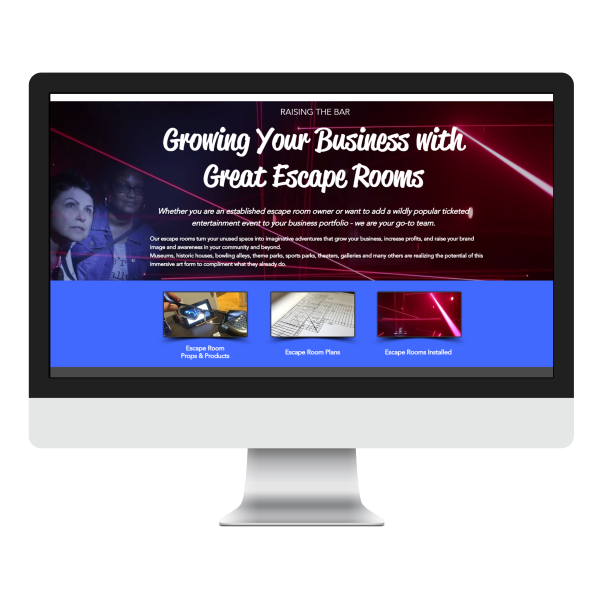 RAISING THE BAR
Growing Your Business with
Great Escape Rooms
Whether you are an established escape room owner or want to add a wildly popular ticketed
entertainment event to your business portfolio - we are your go-to team.
Our escape rooms turn your unused space into imaginative adventures that grow your business, increase profits, and raise your brand
image and awareness in your community and beyond.
Museums, historic houses, bowling alleys, theme parks, sports parks, theaters, galleries and many others are realizing the potential of this
immersive art form to compliment what they already do.
Escape Room
Props & Products
Escape Room Plans
Escape Rooms Installed